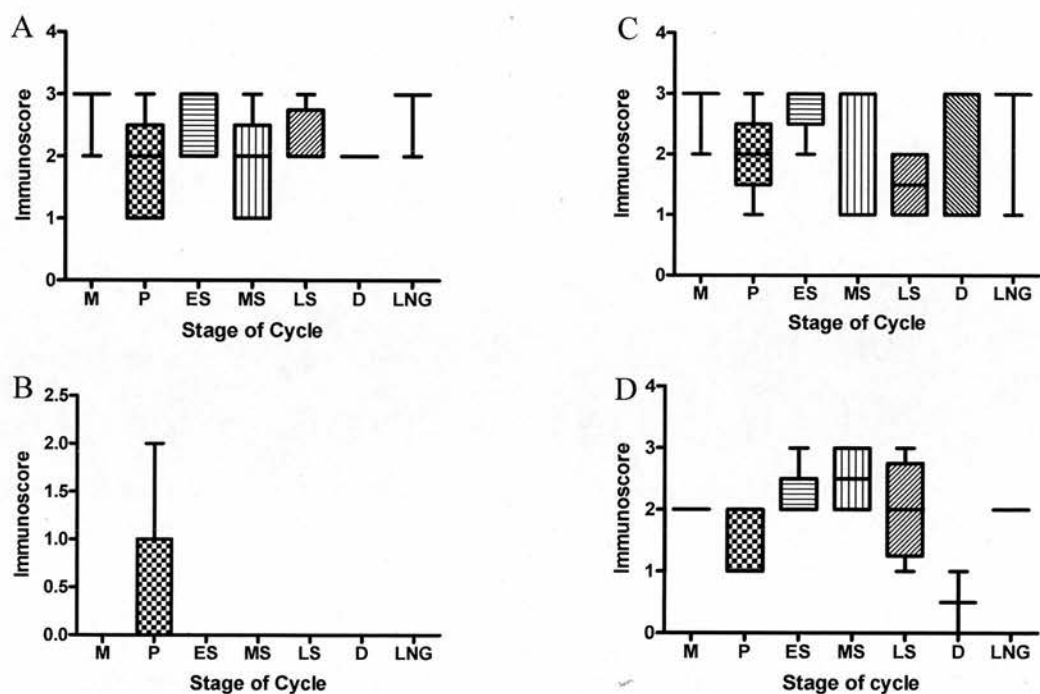 A
Immunoscore
4
3
2
1
0
M P ES MS LS D LNG
Stage of Cycle
C
Immunoscore
4
3
2
1
0
M P ES MS LS D LNG
Stage of Cycle
B
Immunoscore
2.5
2.0
1.5
1.0
0.5
0.0
M P ES MS LS D LNG
Stage of Cycle
D
Immunoscore
4
3
2
1
0
M P ES MS LS D LNG
Stage of cycle